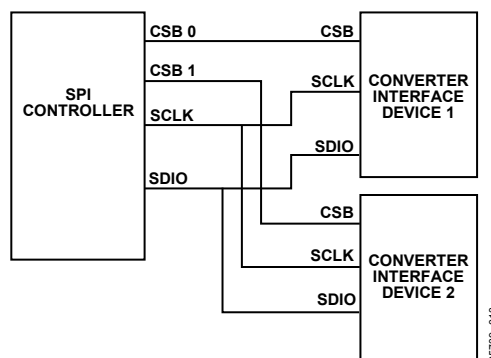 CSB 0
CSB 1
SPI
CONTROLLER
SCLK
SDIO
CSB
SCLK
SDIO
CONVERTER
INTERFACE
DEVICE 1
CSB
SCLK
SDIO
CONVERTER
INTERFACE
DEVICE 2